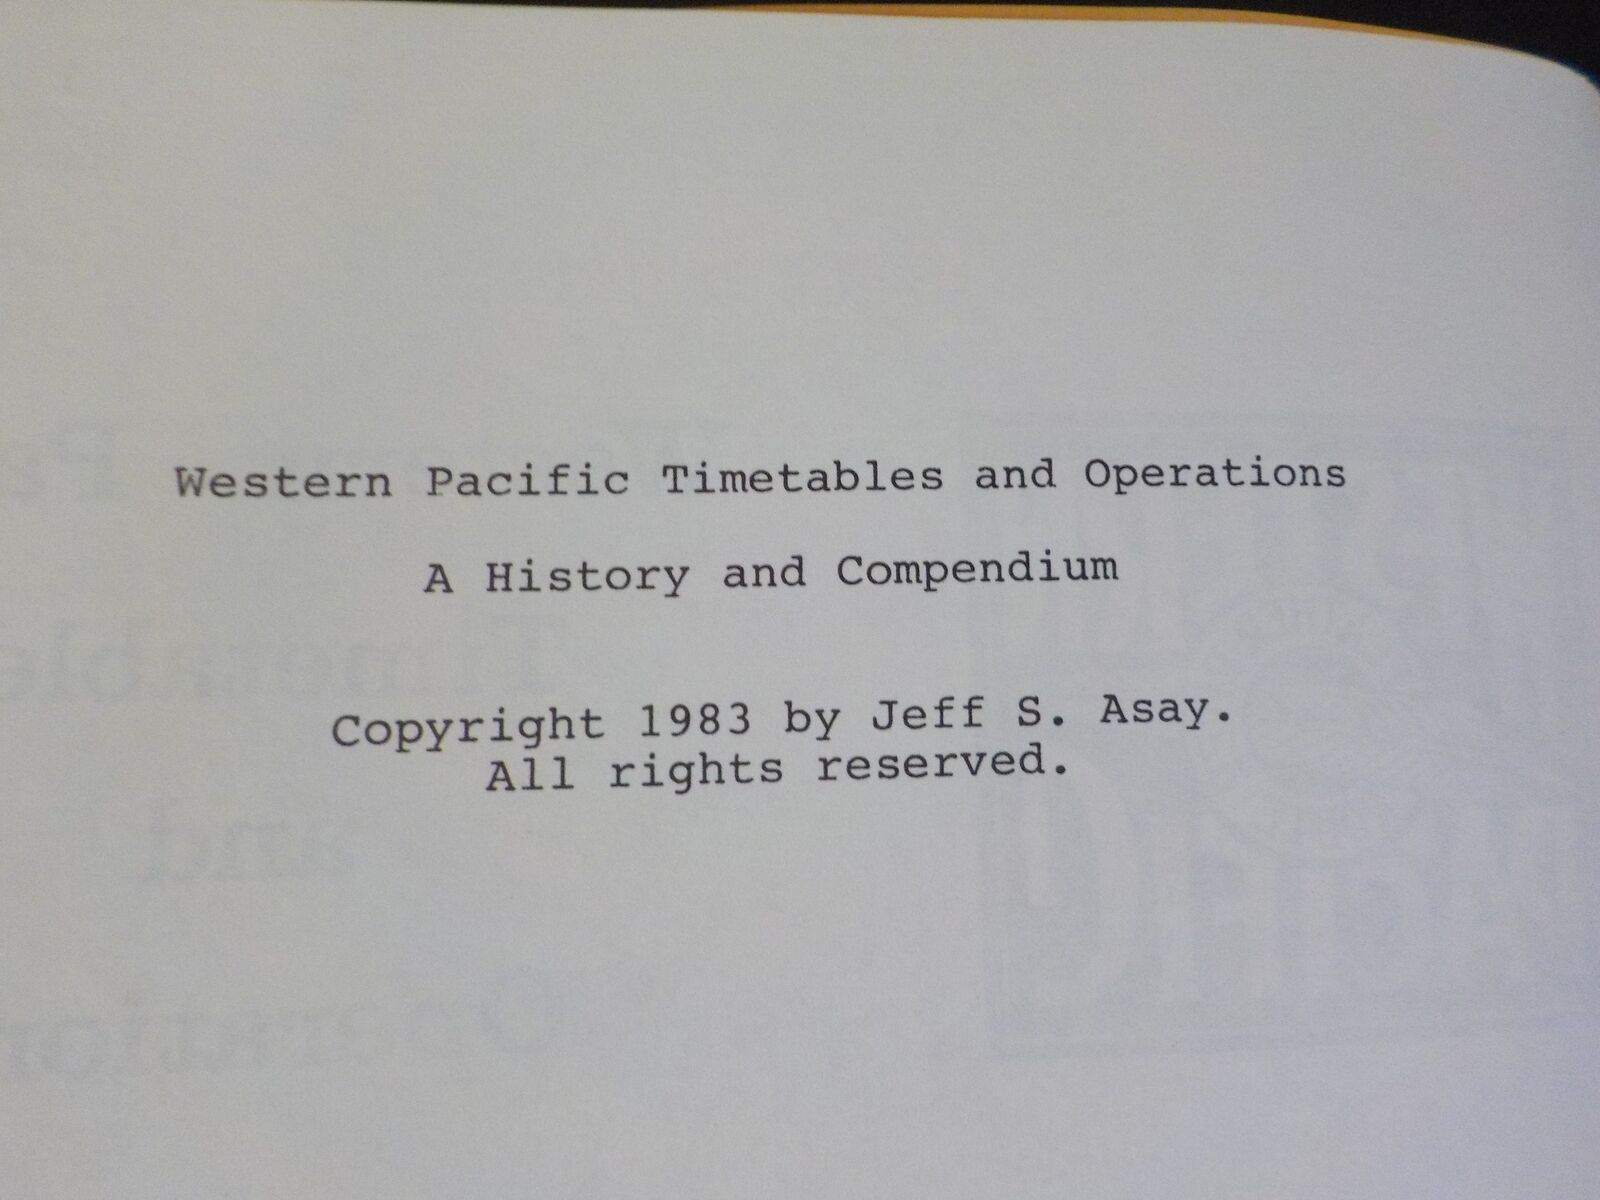 Western Pacific Timetables and Operations
A History and Compendium
Copyright 1983 by Jeff S. Asay.
All rights reserved.